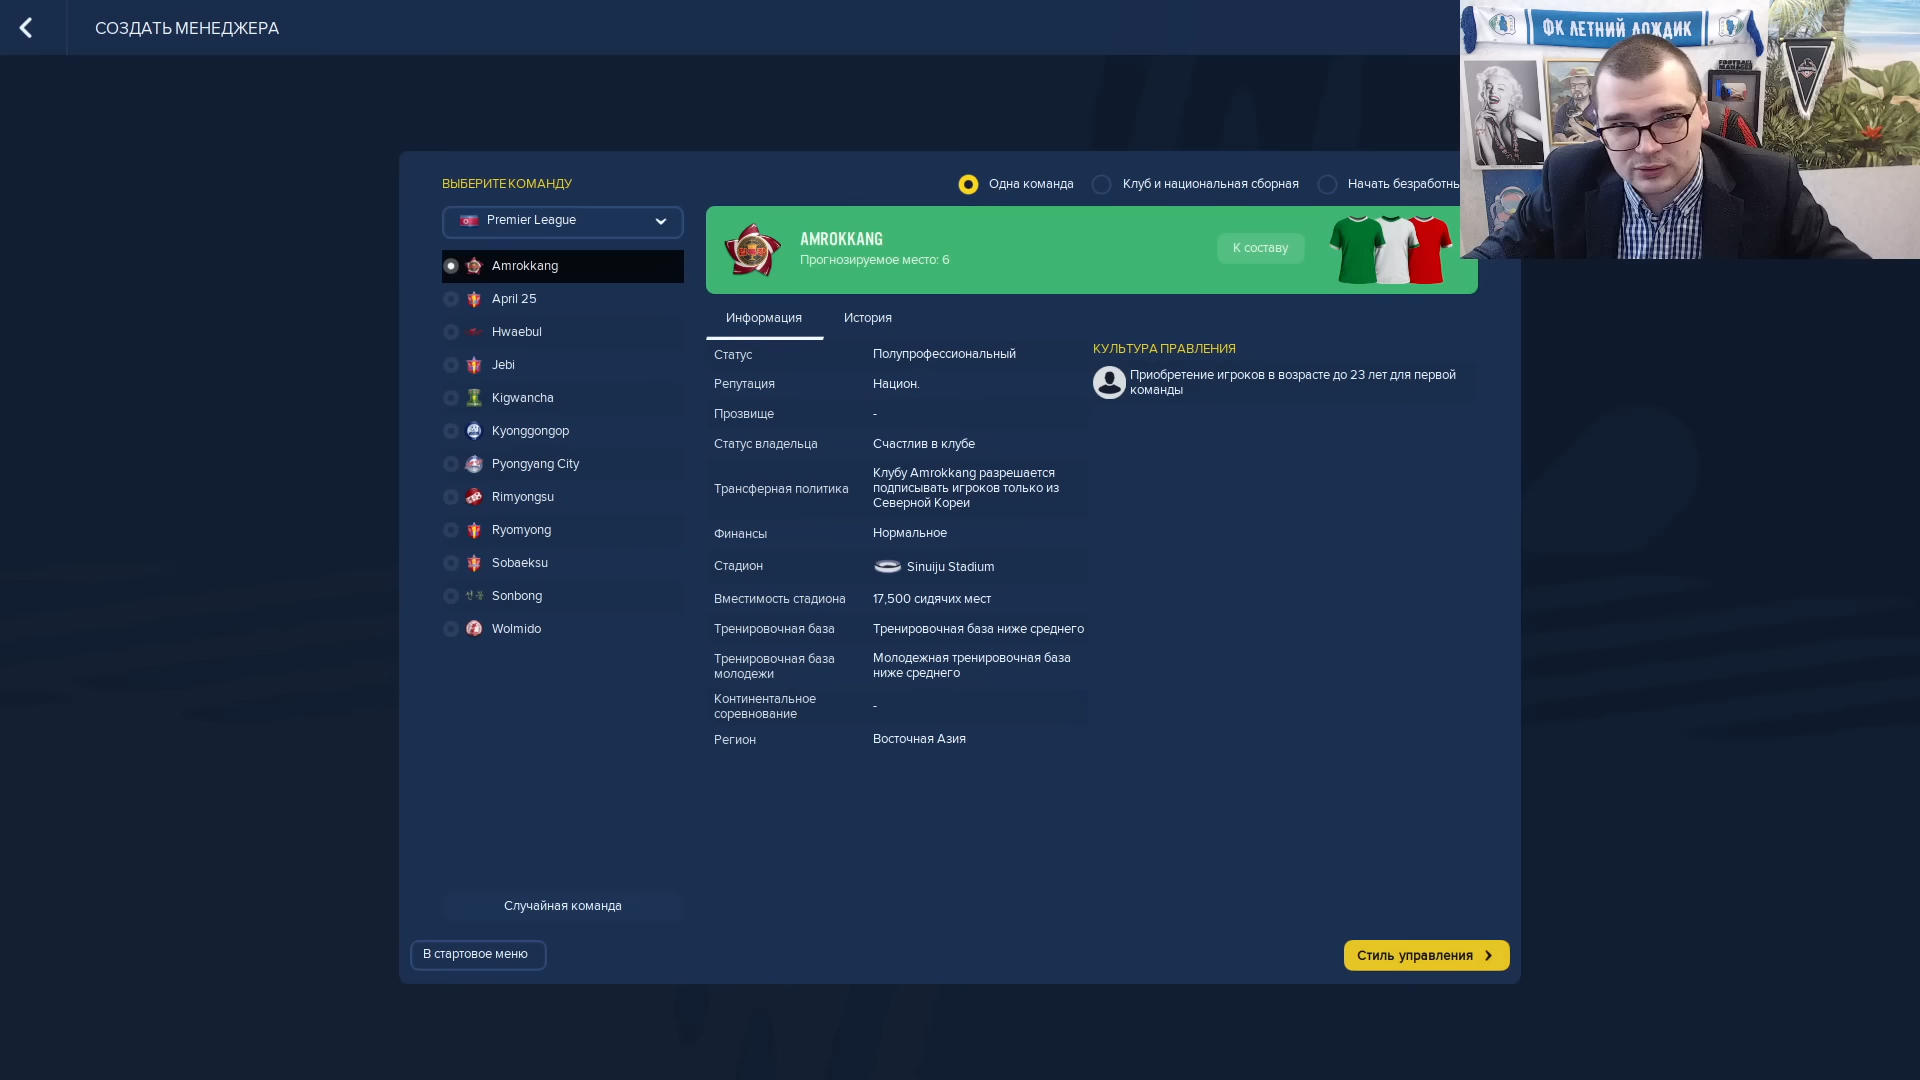 СОЗДАТЬ МЕНЕДЖЕРА
ФК ЛЕТНИЙ ДОЖДИК
FOOTBALL
MANAGER
ВЫБЕРИТЕ КОМАНДУ
Одна команда
Клуб и национальная сборная
Начать безработны
Premier League
AMROKKANG
Прогнозируемое место: 6
К составу
Amrokkang
April 25
Hwaebul
Jebi
Kigwancha
Kyonggongop
Pyongyang City
Rimyongsu
Ryomyong
Sobaeksu
Sonbong
Wolmido
Информация
История
Статус
Полупрофессиональный
Репутация
Национ.
Прозвище
-
Статус владельца
Счастлив в клубе
Трансферная политика
Клубу Amrokkang разрешается
подписывать игроков только из
Северной Кореи
Финансы
Нормальное
Стадион
Sinuiju Stadium
Вместимость стадиона
17,500 сидячих мест
Тренировочная база
Тренировочная база ниже среднего
Тренировочная база
молодежи
Молодежная тренировочная база
ниже среднего
Континентальное
соревнование
-
Регион
Восточная Азия
КУЛЬТУРА ПРАВЛЕНИЯ
Приобретение игроков в возрасте до 23 лет для первой
команды
Случайная команда
В стартовое меню
Стиль управления